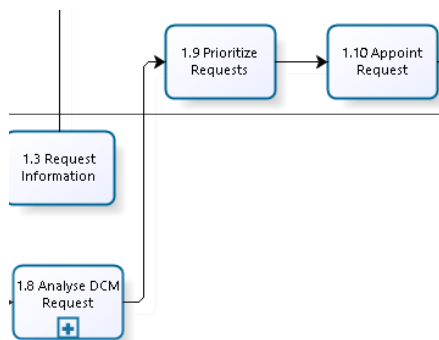 1.9 Prioritize
Requests
1.10 Appoint
Request
1.3 Request
Information
1.8 Analyse DCM
Request